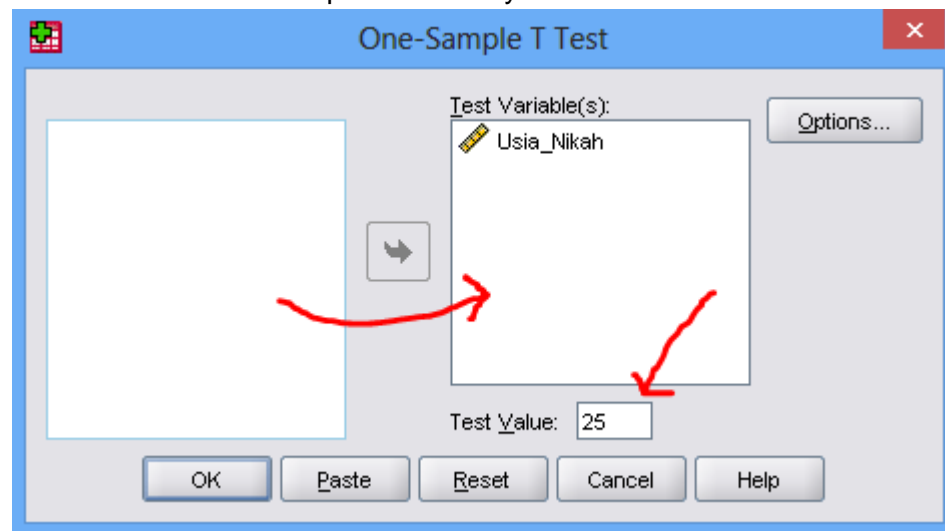 One-Sample T Test
Test Variable(s):
Usia_Nikah
Options...
Test Value: 25
OK Paste Reset Cancel Help